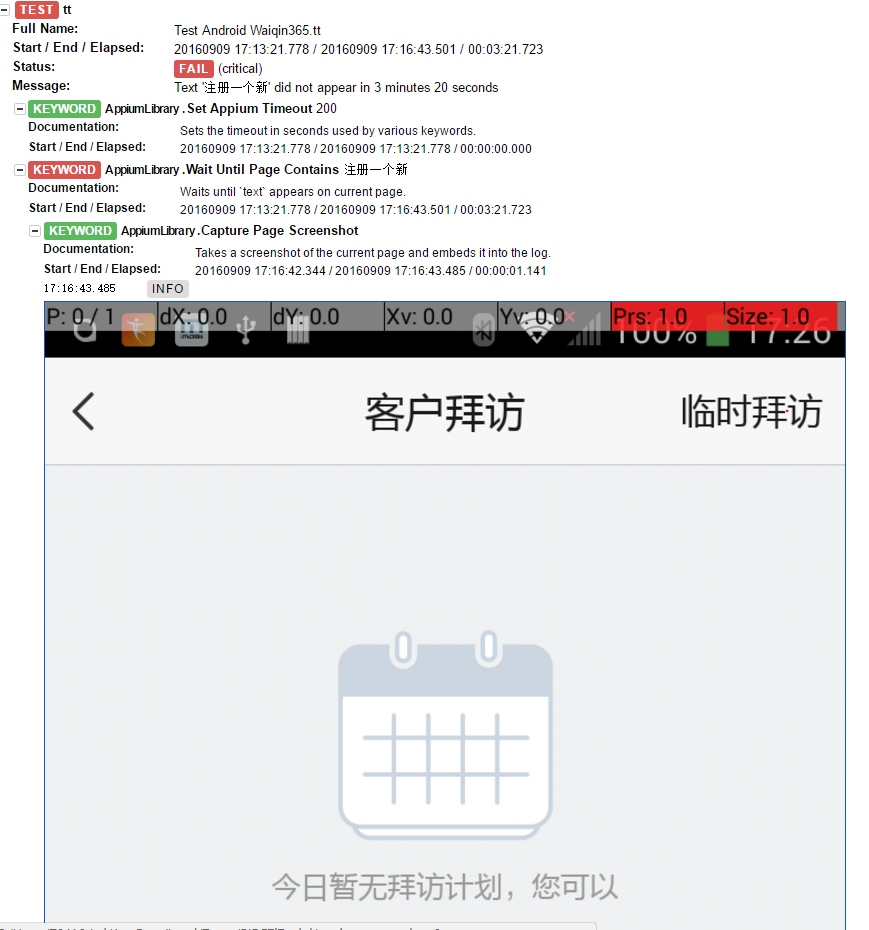 TEST tt
Full Name: Test Android Waiqin365.tt
Start / End / Elapsed: 20160909 17:13:21.778 / 20160909 17:16:43.501 / 00:03:21.723
Status: FAIL (critical)
Message: Text '注册一个新' did not appear in 3 minutes 20 seconds
KEYWORD AppiumLibrary.Set Appium Timeout 200
Documentation: Sets the timeout in seconds used by various keywords.
Start / End / Elapsed: 20160909 17:13:21.778 / 20160909 17:13:21.778 / 00:00:00.000
KEYWORD AppiumLibrary.Wait Until Page Contains 注册一个新
Documentation: Waits until `text` appears on current page.
Start / End / Elapsed: 20160909 17:13:21.778 / 20160909 17:16:43.501 / 00:03:21.723
KEYWORD AppiumLibrary.Capture Page Screenshot
Documentation: Takes a screenshot of the current page and embeds it into the log.
Start / End / Elapsed: 20160909 17:16:42.344 / 20160909 17:16:43.485 / 00:00:01.141
17:16:43.485 INFO
P: 0 / 1 dX: 0.0 dY: 0.0 Xv: 0.0 Yv: 0.0 Prs: 1.0 Size: 1.0
100% 17:26
客户拜访 临时拜访
今日暂无拜访计划，您可以